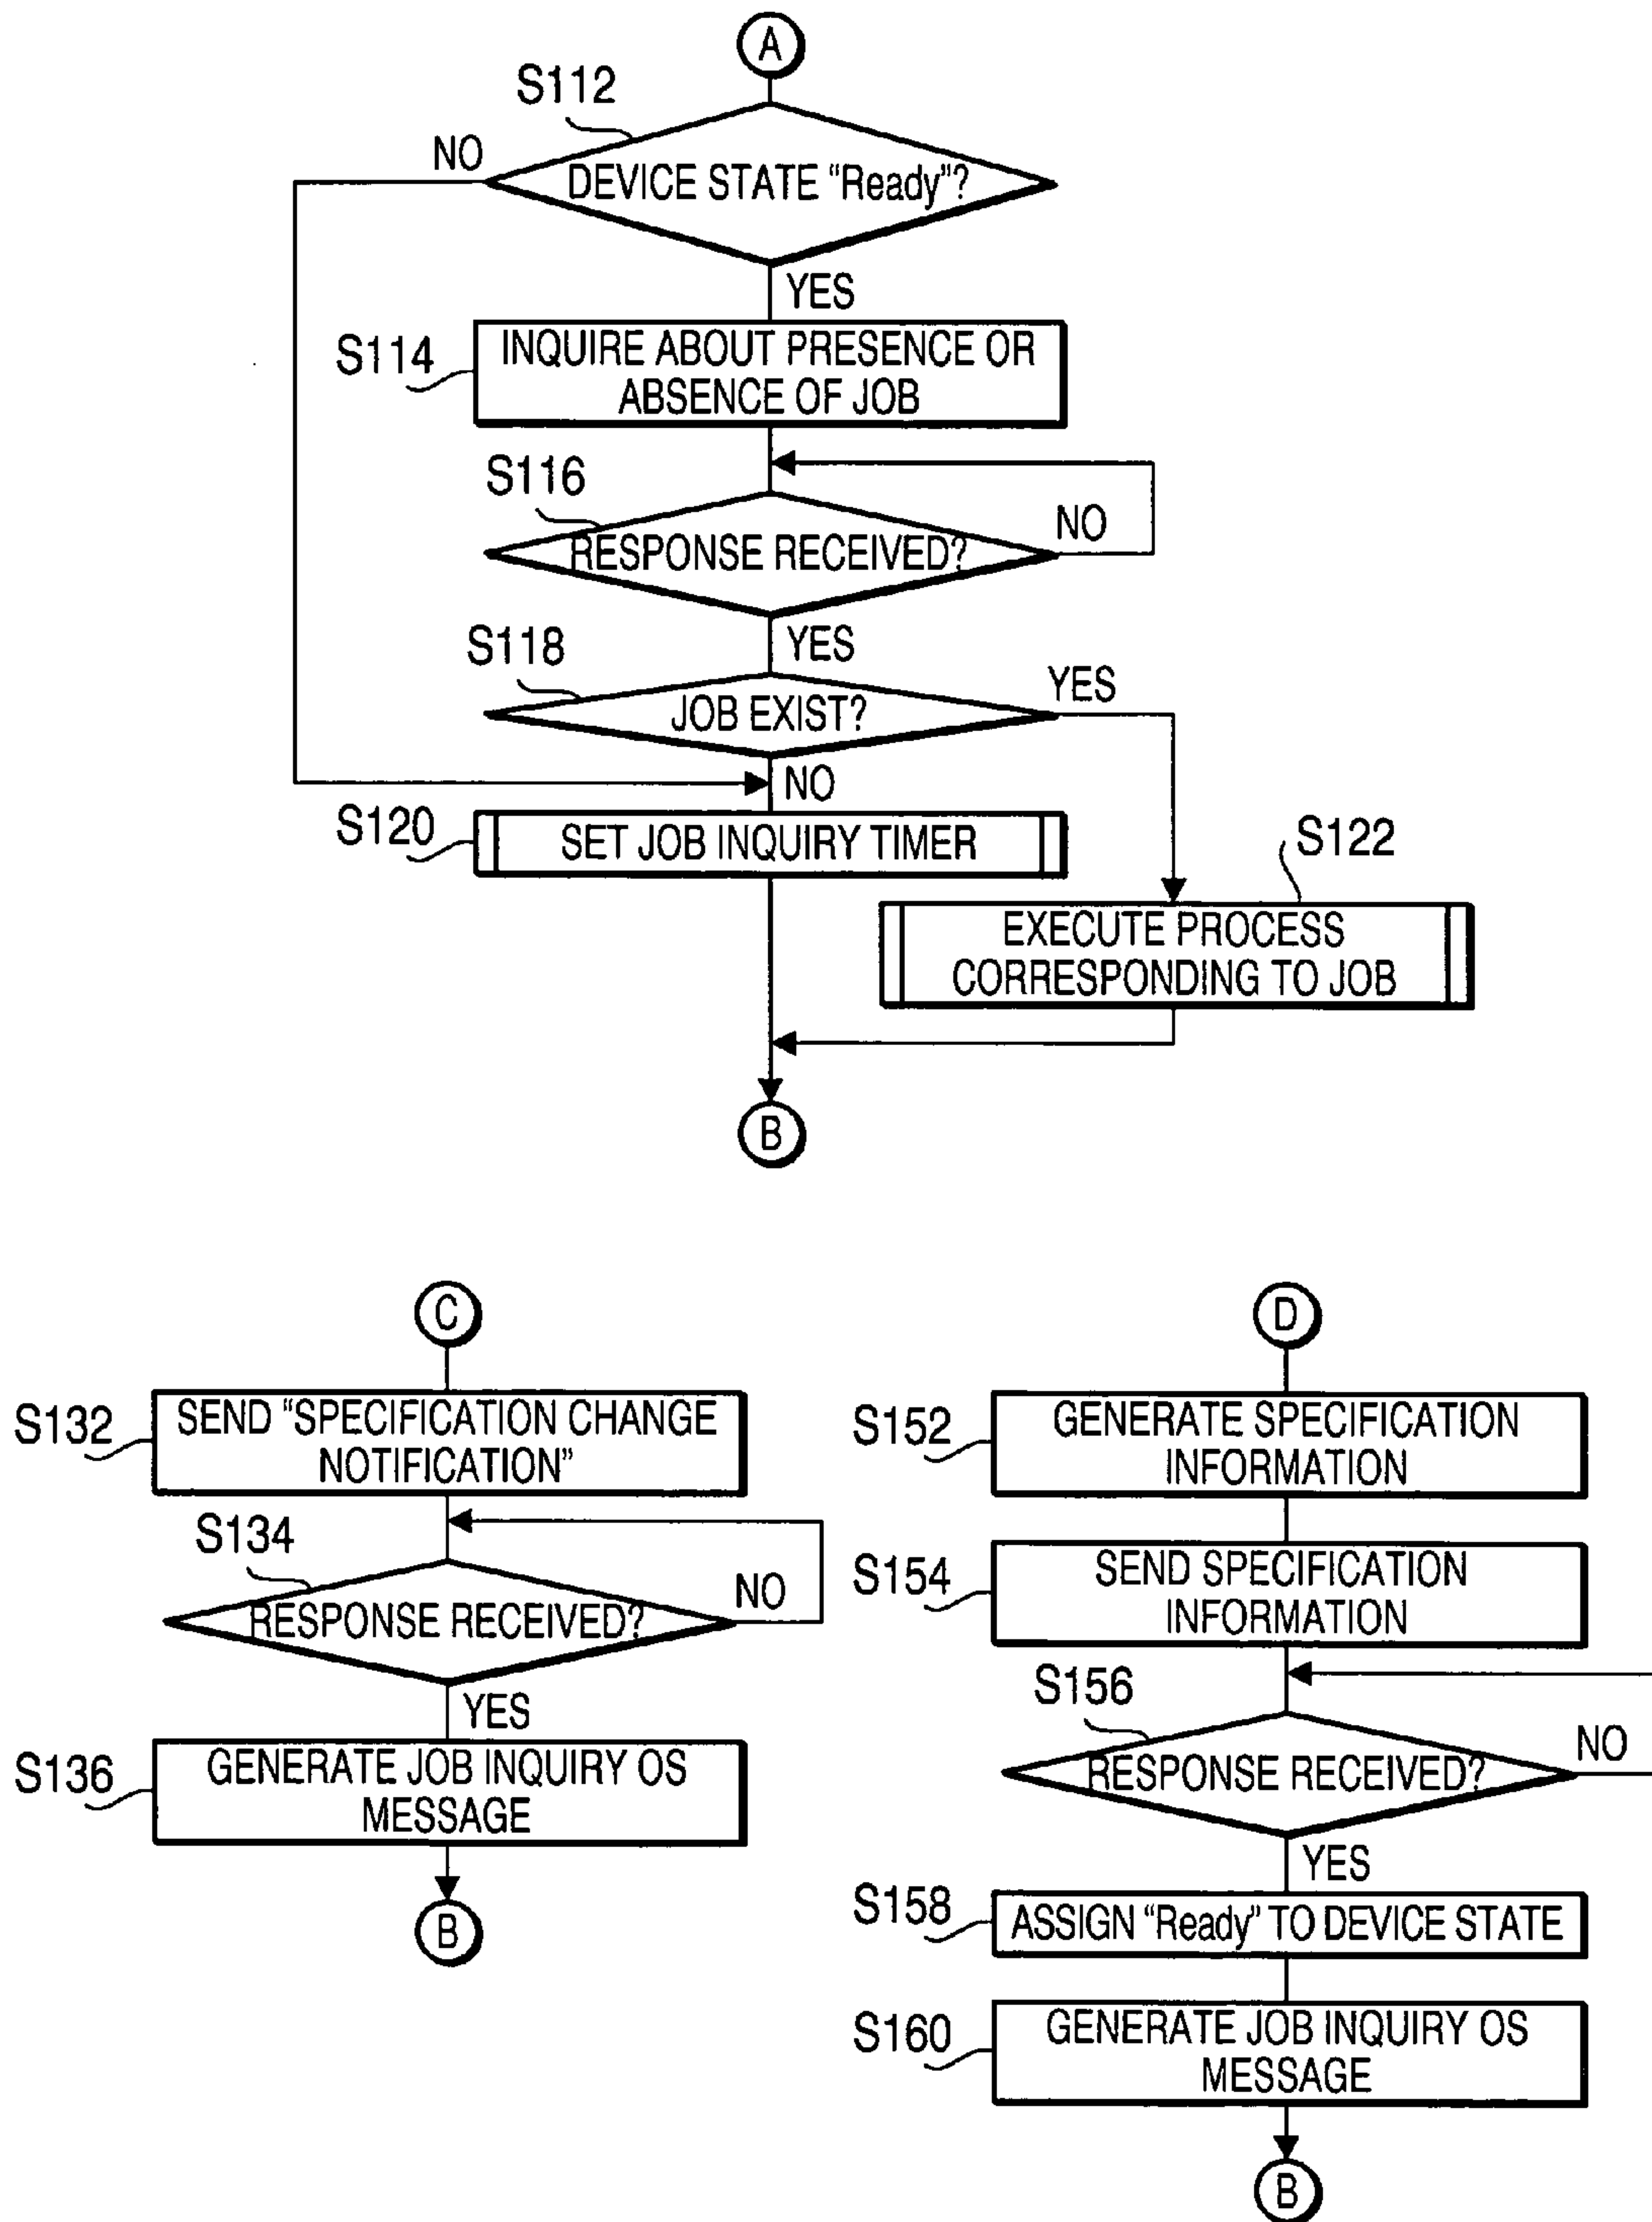 A
S112
NO
DEVICE STATE “Ready”?
YES
S114
INQUIRE ABOUT PRESENCE OR
ABSENCE OF JOB
S116
NO
RESPONSE RECEIVED?
YES
S118
YES
JOB EXIST?
NO
S120
SET JOB INQUIRY TIMER
S122
EXECUTE PROCESS
CORRESPONDING TO JOB
B
C
S132
SEND “SPECIFICATION CHANGE
NOTIFICATION”
S134
NO
RESPONSE RECEIVED?
YES
S136
GENERATE JOB INQUIRY OS
MESSAGE
B
D
S152
GENERATE SPECIFICATION
INFORMATION
S154
SEND SPECIFICATION
INFORMATION
S156
NO
RESPONSE RECEIVED?
YES
S158
ASSIGN “Ready” TO DEVICE STATE
S160
GENERATE JOB INQUIRY OS
MESSAGE
B